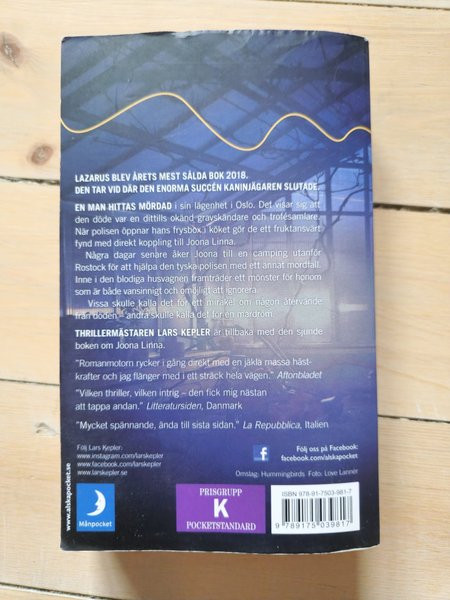 LAZARUS BLEV ÅRETS MEST SÅLDA BOK 2018.
DEN TAR VID DÄR DEN ENORMA SUCCÉN KANINJÄGAREN SLUTADE.
EN MAN HITTAS MÖRDAD i sin lägenhet i Oslo. Det visar sig att
den döde var en dittills okänd gravskändare och trofésamlare.
När polisen öppnar hans frysbox i köket gör de ett fruktansvärt
fynd med direkt koppling till Joona Linna.
Några dagar senare åker Joona till en camping utanför
Rostock för att hjälpa den tyska polisen med ett annat mordfall.
Inne i den blodiga husvagnen framträder ett mönster för honom
som är både vansinnigt och omöjligt att ignorera.
Vissa skulle kalla det för ett mirakel om någon återvände
från döden, andra skulle kalla det för en mardröm.
THRILLERMÄSTAREN LARS KEPLER är tillbaka med den sjunde
boken om Joona Linna.
"Romanmotorn rycker i gång direkt med en jäkla massa häst-
krafter och jag flänger med i ett sträck hela vägen." Aftonbladet
"Vilken thriller, vilken intrig – den fick mig nästan
att tappa andan." Litteratursiden, Danmark
"Mycket spännande, ända till sista sidan." La Repubblica, Italien
Följ Lars Kepler:
www.instagram.com/larskepler
www.facebook.com/larskepler
larskepler.se
f
Följ oss på Facebook:
facebook.com/alskapocket
Omslag: Hummingbirds Foto: Love Lannér
www.alskapocket.se
Månpocket
PRISGRUPP
K
POCKETSTANDARD
ISBN 978-91-7503-981-7
9 789175 039817